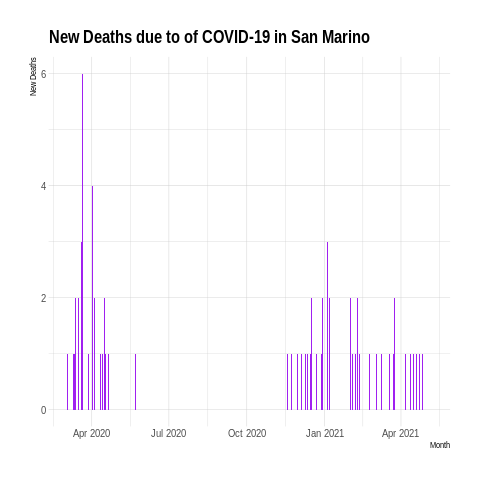 New Deaths due to of COVID-19 in San Marino
New Deaths
6
4
2
0
Apr 2020 Jul 2020 Oct 2020 Jan 2021 Apr 2021
Month